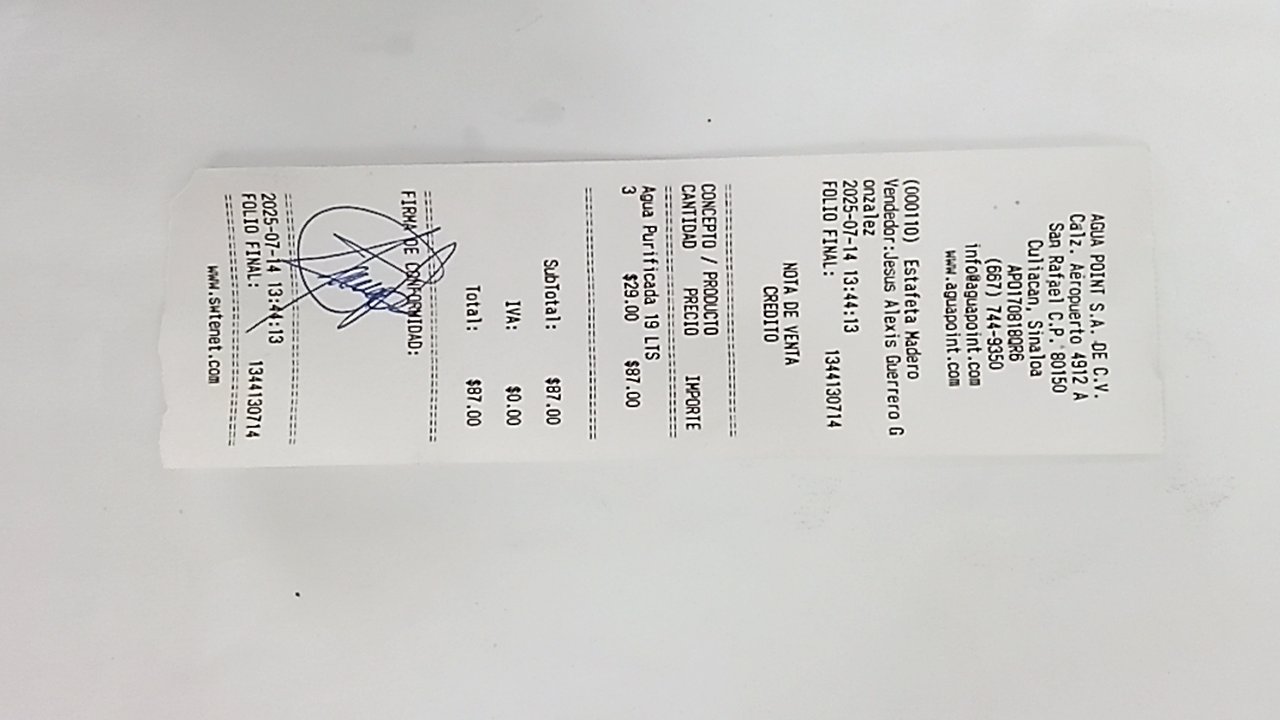 AGUA POINT S.A. DE C.V.
Calz. Aeropuerto 4912 A
San Rafael C.P. 80150
Culiacan, Sinaloa
APO170818QR6
(667) 744-9350
info@aguapoint.com
www.aguapoint.com
(000110) Estafeta Madero
Vendedor:Jesus Alexis Guerrero G
onzalez
2025-07-14 13:44:13
FOLIO FINAL: 1344130714
NOTA DE VENTA
CREDITO
================================
CONCEPTO / PRODUCTO
CANTIDAD PRECIO IMPORTE
================================
Agua Purificada 19 LTS
3 $29.00 $87.00
================================
SubTotal: $87.00
IVA: $0.00
Total: $87.00
================================
FIRMA DE CONFORMIDAD:
================================
2025-07-14 13:44:13
FOLIO FINAL: 1344130714
================================
www.swtenet.com